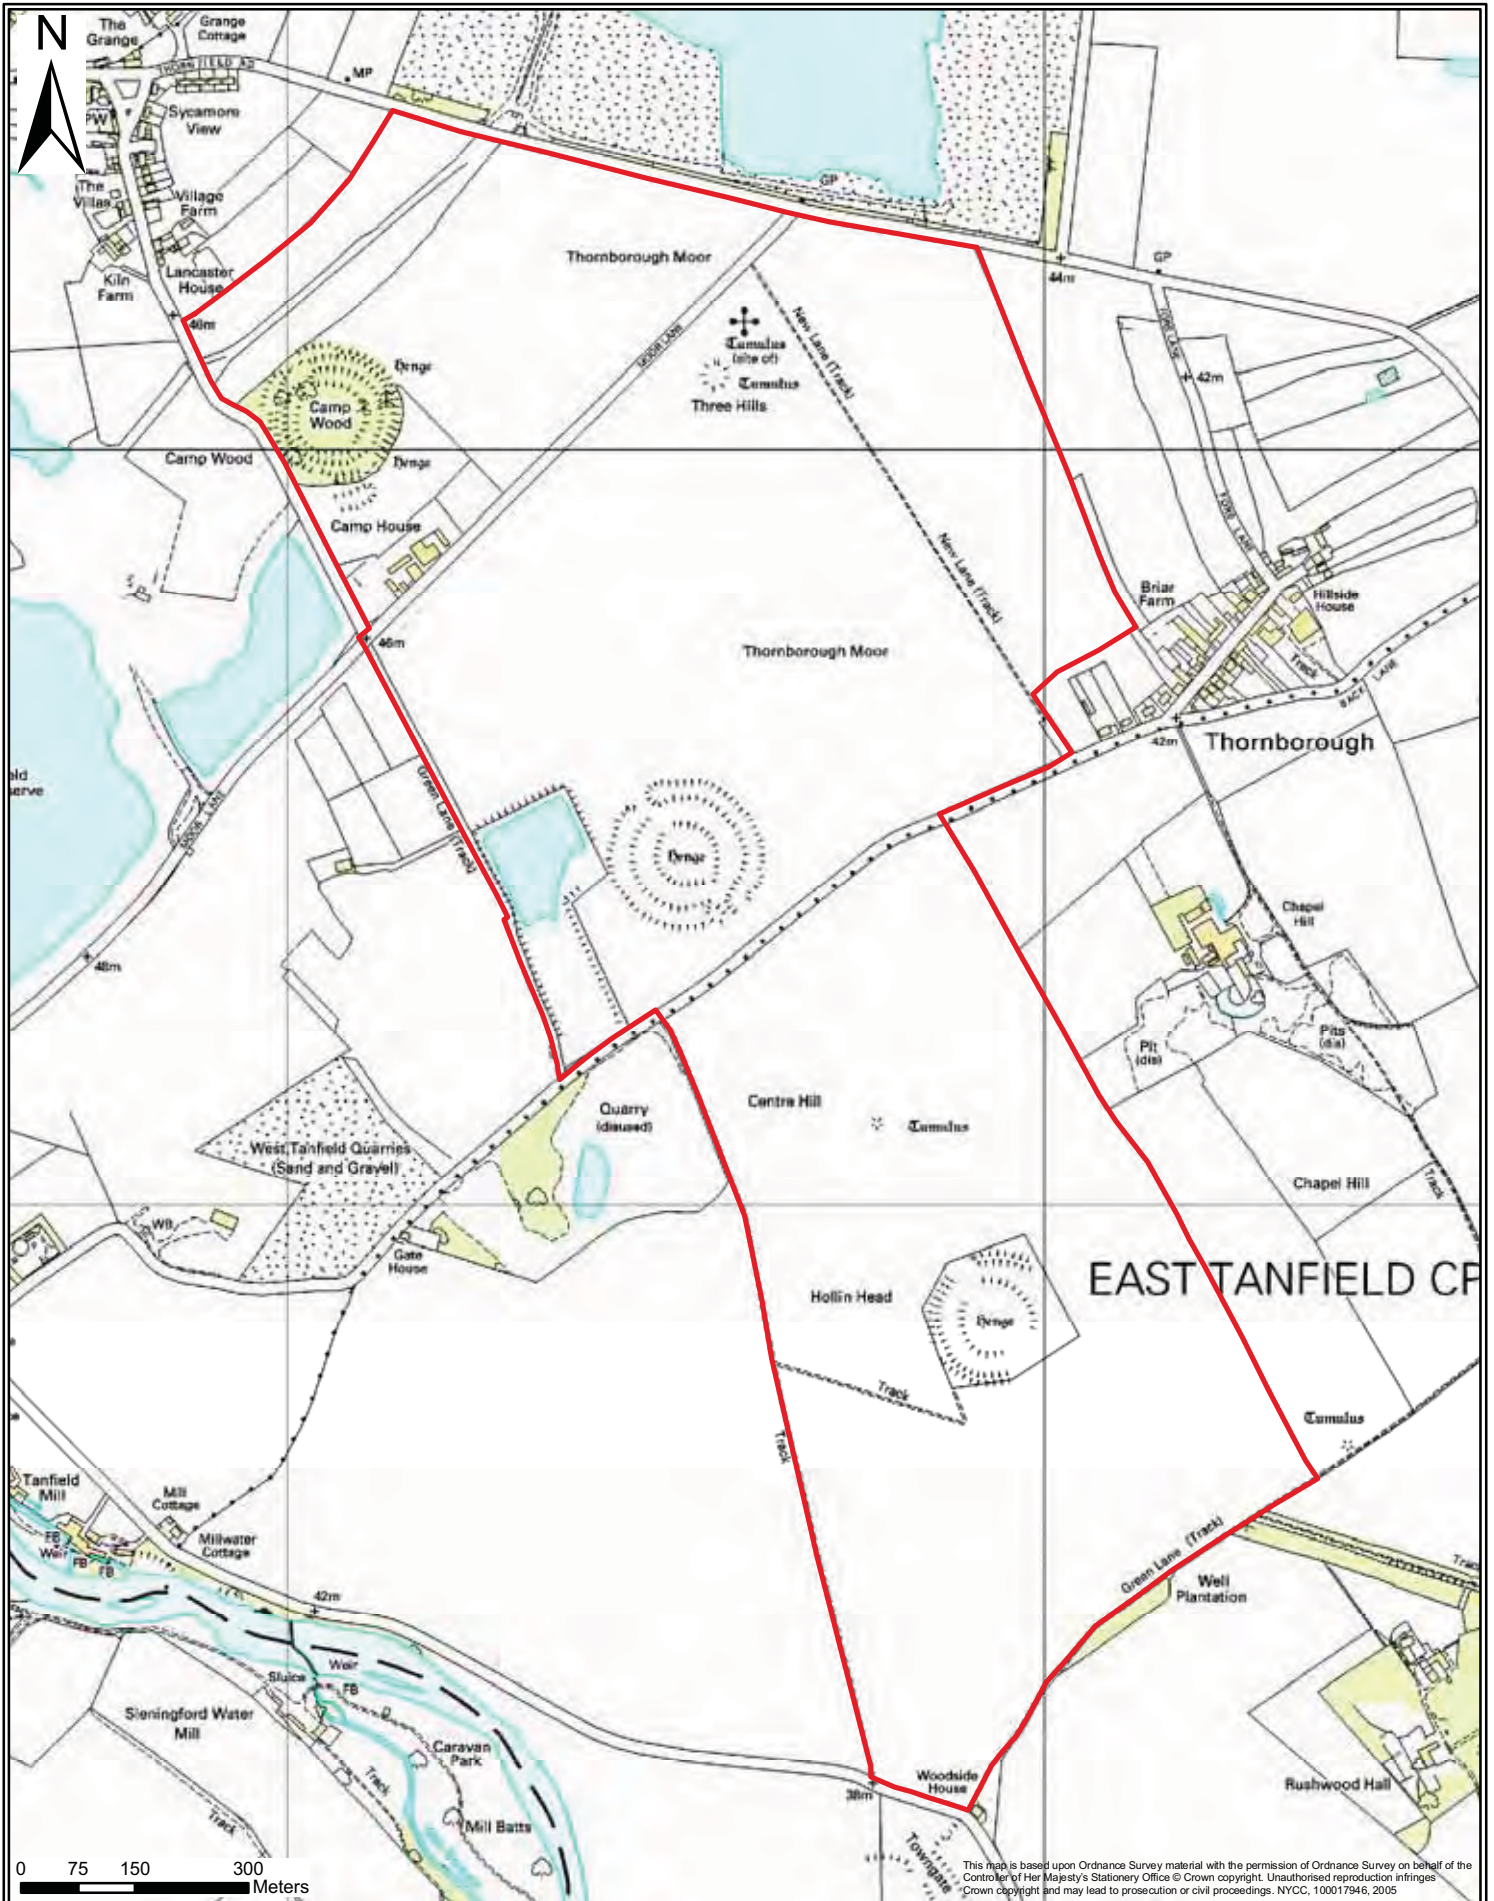 N
The
Grange
Grange
Cottage
THORNFIELD RD
MP
PW
Sycamore
View
The
Villas
Village
Farm
GP
Kiln
Farm
Lancaster
House
46m
Thornborough Moor
44m
GP
MOOR LANE
New Lane (Track)
Tumulus
(site of)
Tumulus
Three Hills
FORD LANE
42m
Henge
Camp
Wood
Henge
Camp Wood
Camp House
New Lane (Track)
FORD LANE
Briar
Farm
Hillside
House
46m
Thornborough Moor
Track
BACK LANE
42m
Thornborough
Green Lane (Track)
MOOR LANE
Henge
Chapel
Hill
48m
Pit
(dis)
Pits
(dis)
Centre Hill
Tumulus
Quarry
(disused)
West Tanfield Quarries
(Sand and Gravel)
Chapel Hill
Track
WB
Gate
House
EAST TANFIELD CP
Hollin Head
Henge
Track
Tumulus
Track
Tanfield
Mill
Mill
Cottage
Millwater
Cottage
FB
Weir
FB
FB
42m
Green Lane (Track)
Well
Plantation
Track
Sluice
Weir
FB
Sleningford Water
Mill
Caravan
Park
Track
Woodside
House
38m
Rushwood Hall
Track
Mill Batts
Towngate
0 75 150 300
Meters
This map is based upon Ordnance Survey material with the permission of Ordnance Survey on behalf of the
Controller of Her Majesty's Stationery Office © Crown copyright. Unauthorised reproduction infringes
Crown copyright and may lead to prosecution or civil proceedings. NYCC, 100017946, 2005